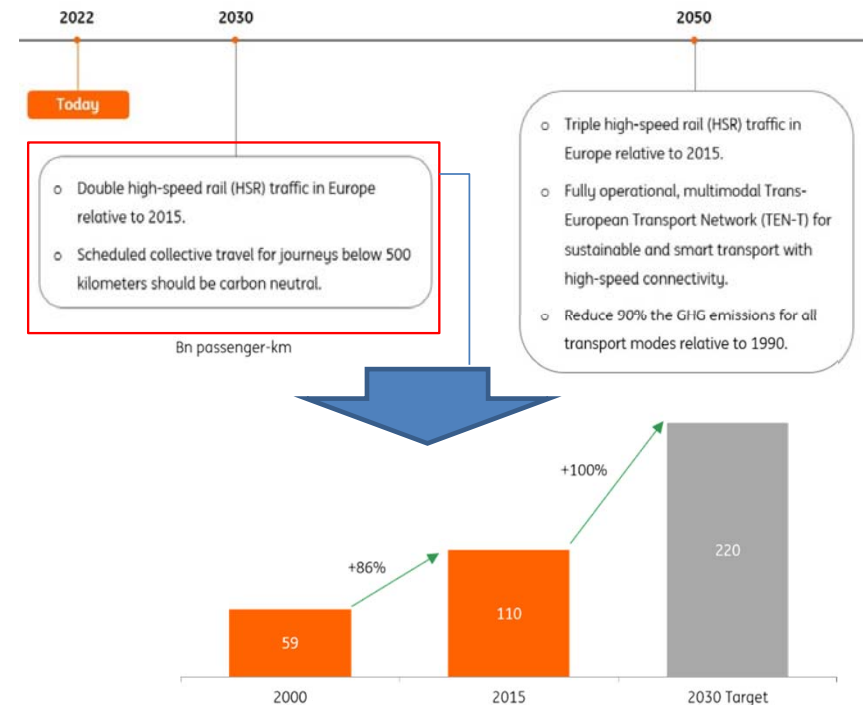 2022
2030
2050
Today
o Double high-speed rail (HSR) traffic in Europe
relative to 2015.
o Scheduled collective travel for journeys below 500
kilometers should be carbon neutral.
o Triple high-speed rail (HSR) traffic in
Europe relative to 2015.
o Fully operational, multimodal Trans-
European Transport Network (TEN-T) for
sustainable and smart transport with
high-speed connectivity.
o Reduce 90% the GHG emissions for all
transport modes relative to 1990.
Bn passenger-km
+86%
+100%
59
110
220
2000
2015
2030 Target